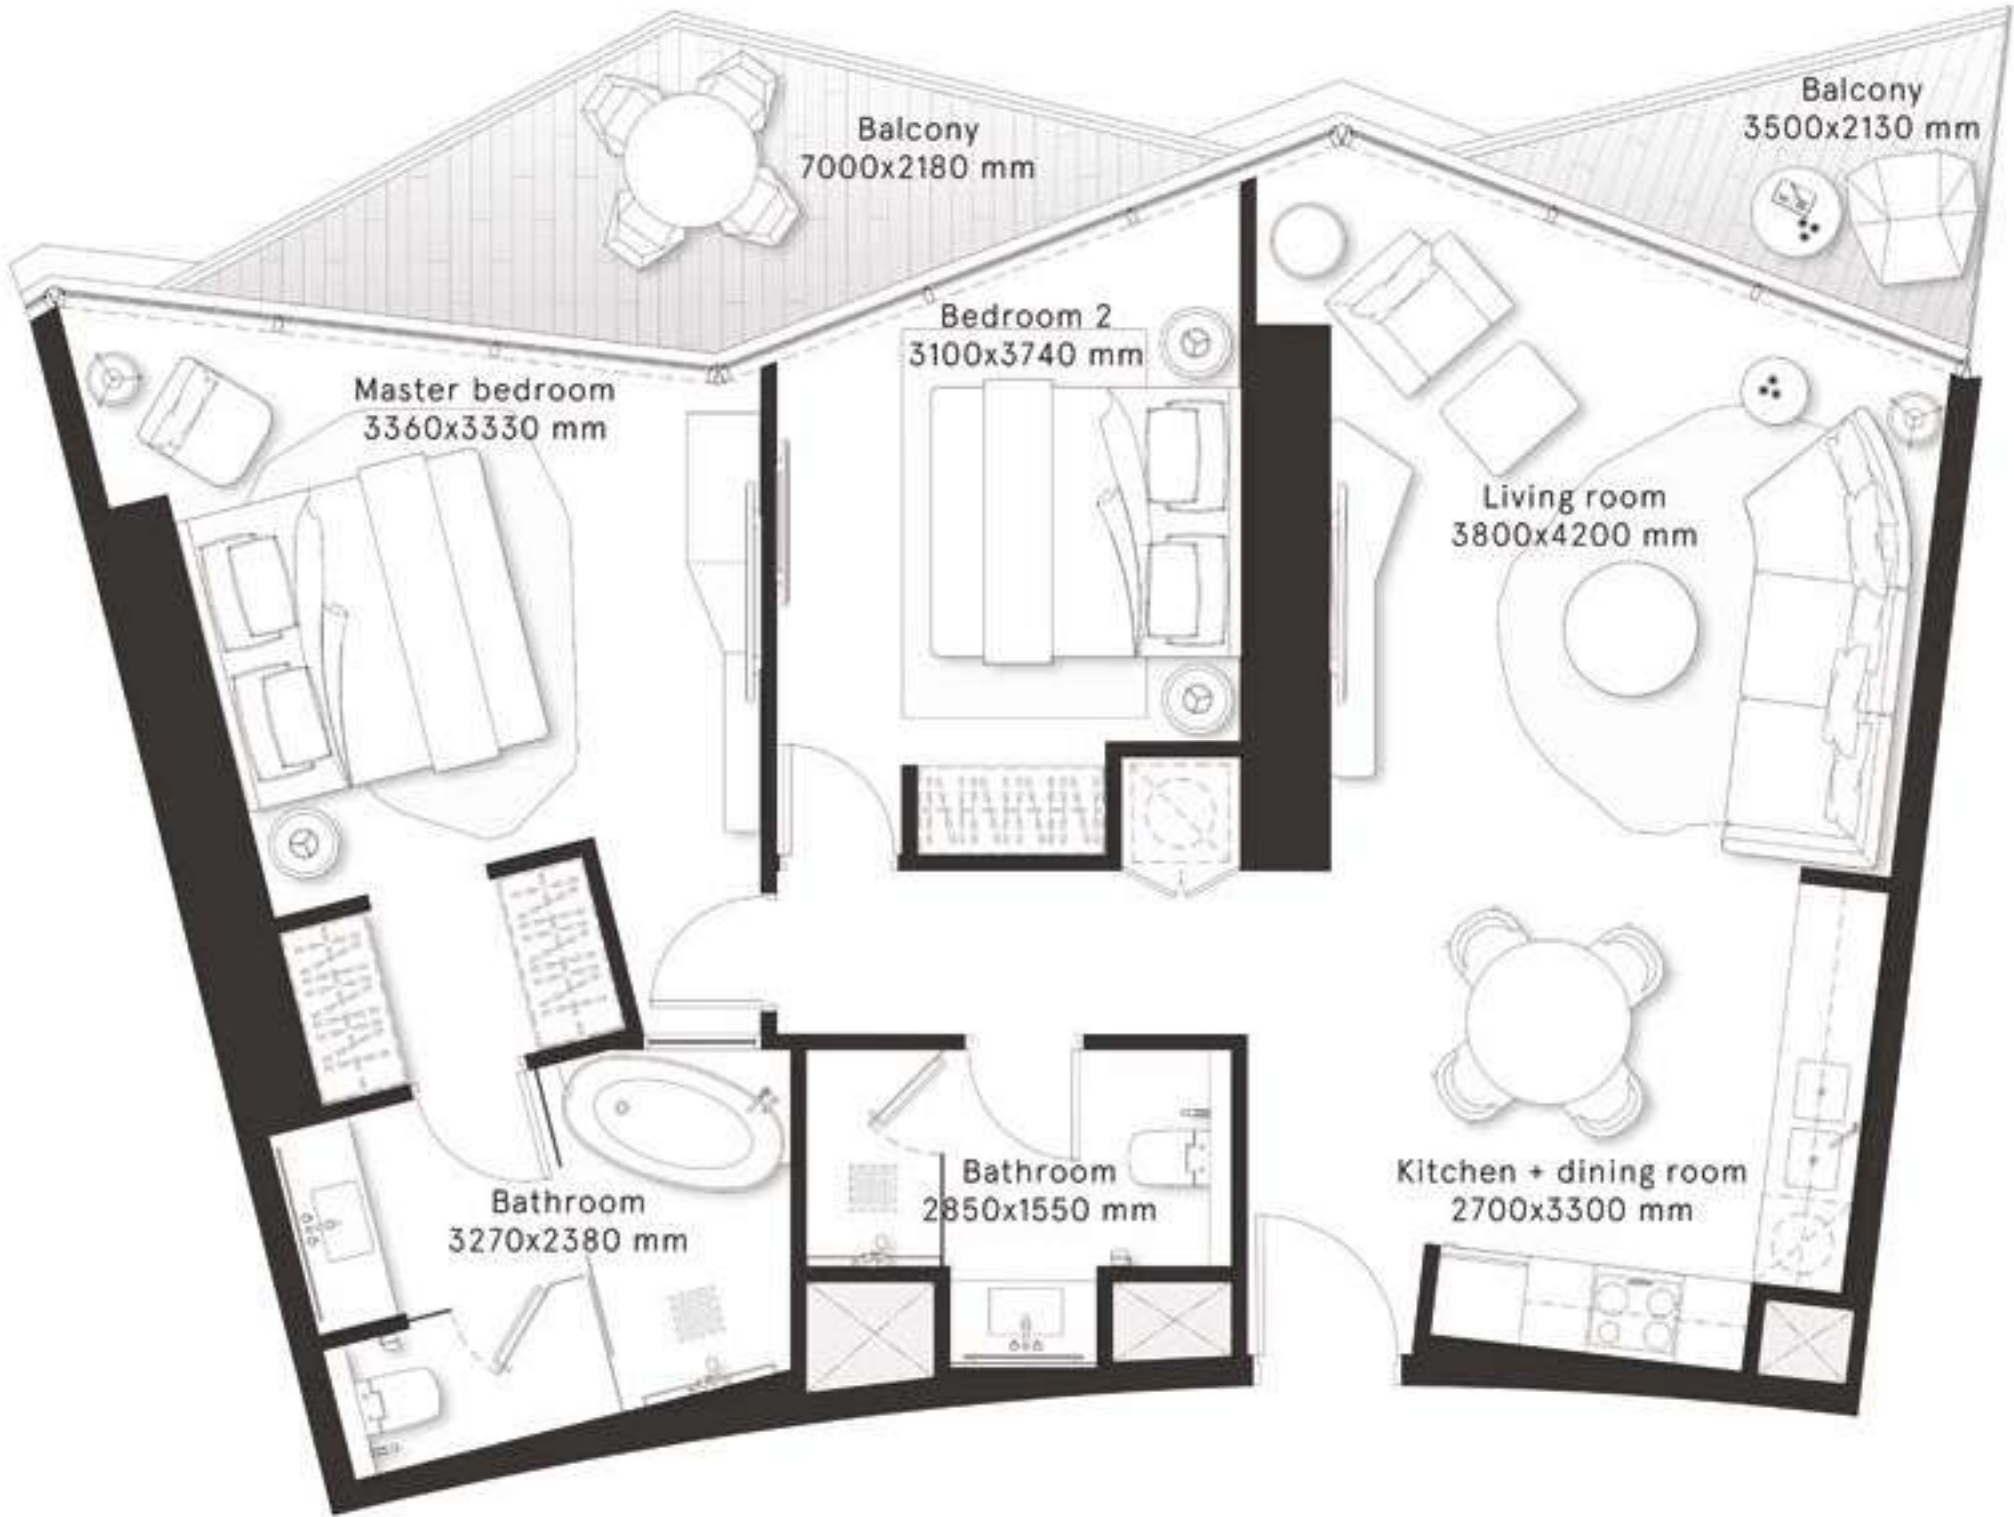 Balcony
7000x2180 mm
Balcony
3500x2130 mm
Bedroom 2
3100x3740 mm
Master bedroom
3360x3330 mm
Living room
3800x4200 mm
Bathroom
3270x2380 mm
Bathroom
2850x1550 mm
Kitchen + dining room
2700x3300 mm